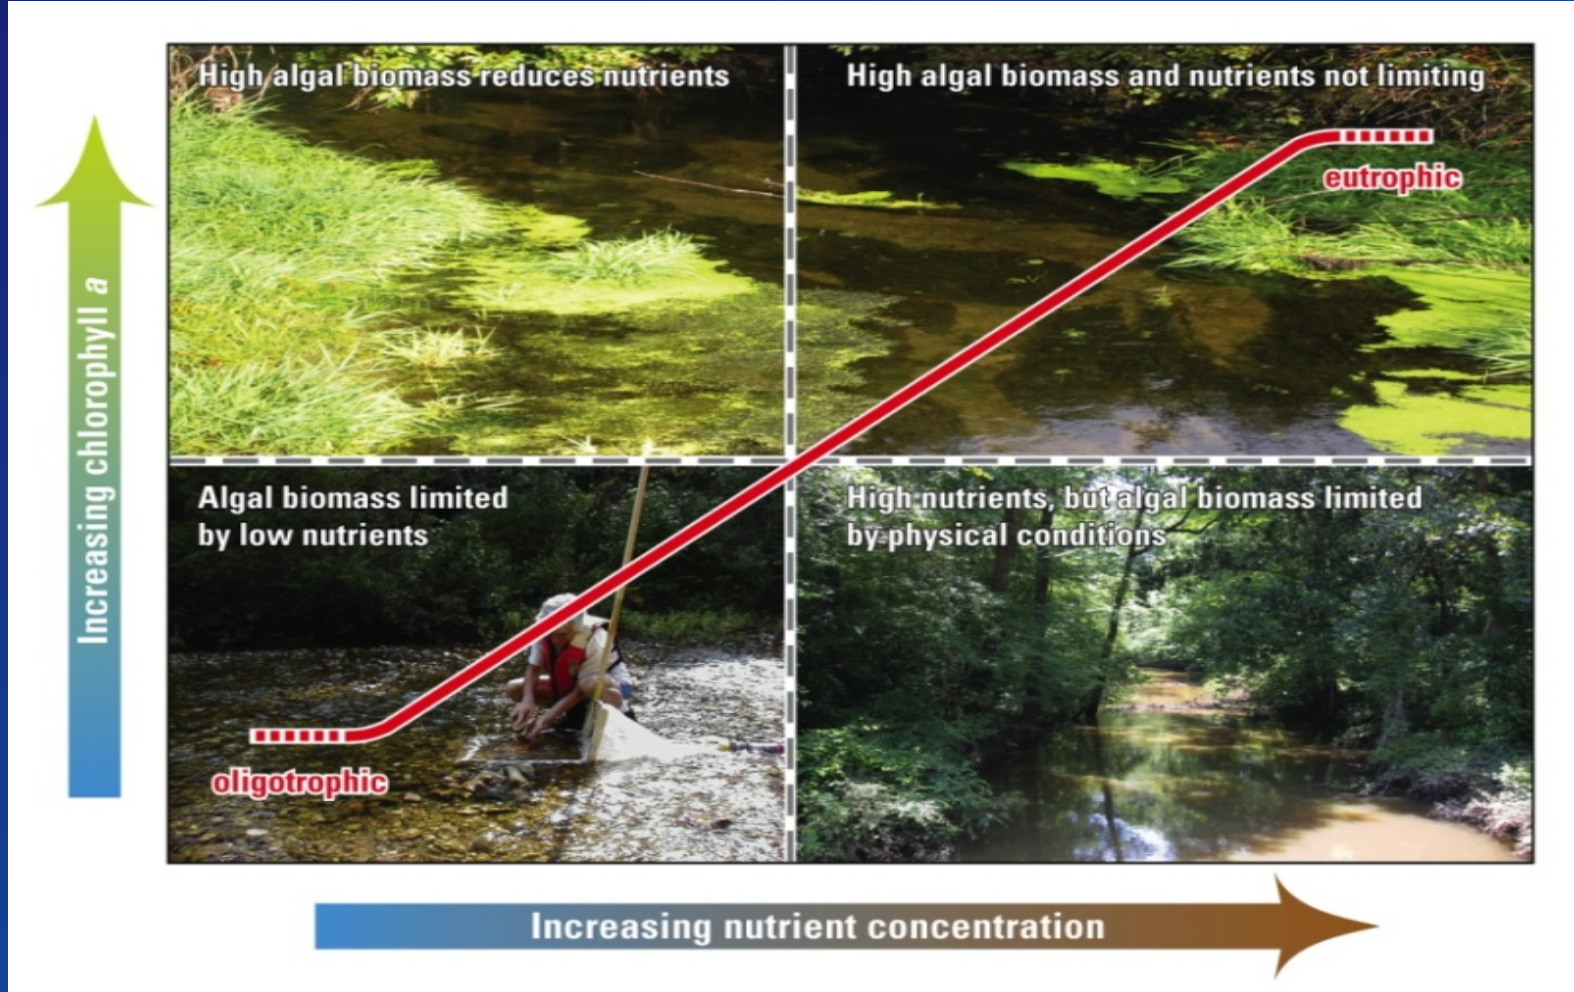 High algal biomass reduces nutrients
High algal biomass and nutrients not limiting
eutrophic
Increasing chlorophyll a
Algal biomass limited
by low nutrients
High nutrients, but algal biomass limited
by physical conditions
oligotrophic
Increasing nutrient concentration